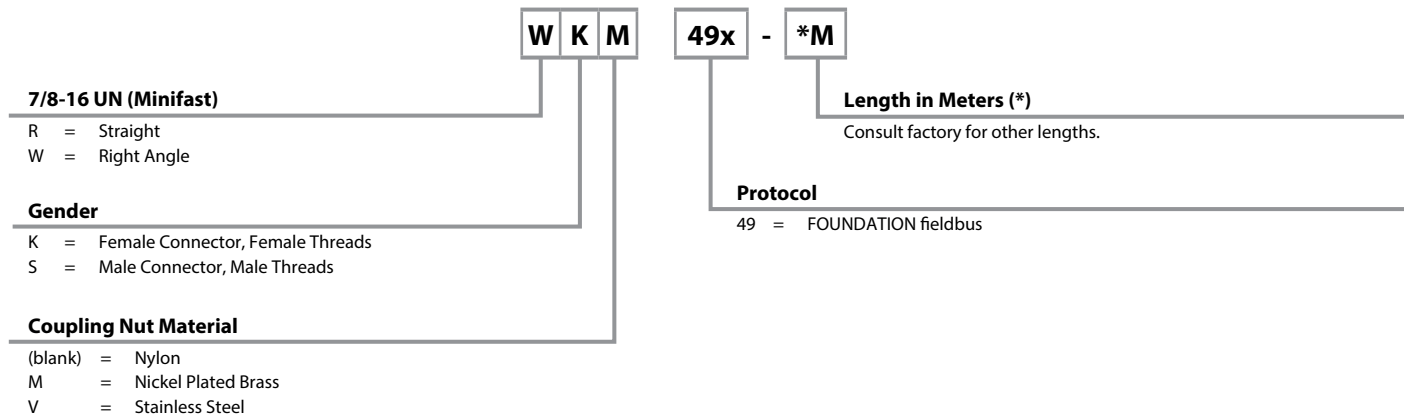 W K M 49x - *M
7/8-16 UN (Minifast)
R = Straight
W = Right Angle
Gender
K = Female Connector, Female Threads
S = Male Connector, Male Threads
Coupling Nut Material
(blank) = Nylon
M = Nickel Plated Brass
V = Stainless Steel
Length in Meters (*)
Consult factory for other lengths.
Protocol
49 = FOUNDATION fieldbus